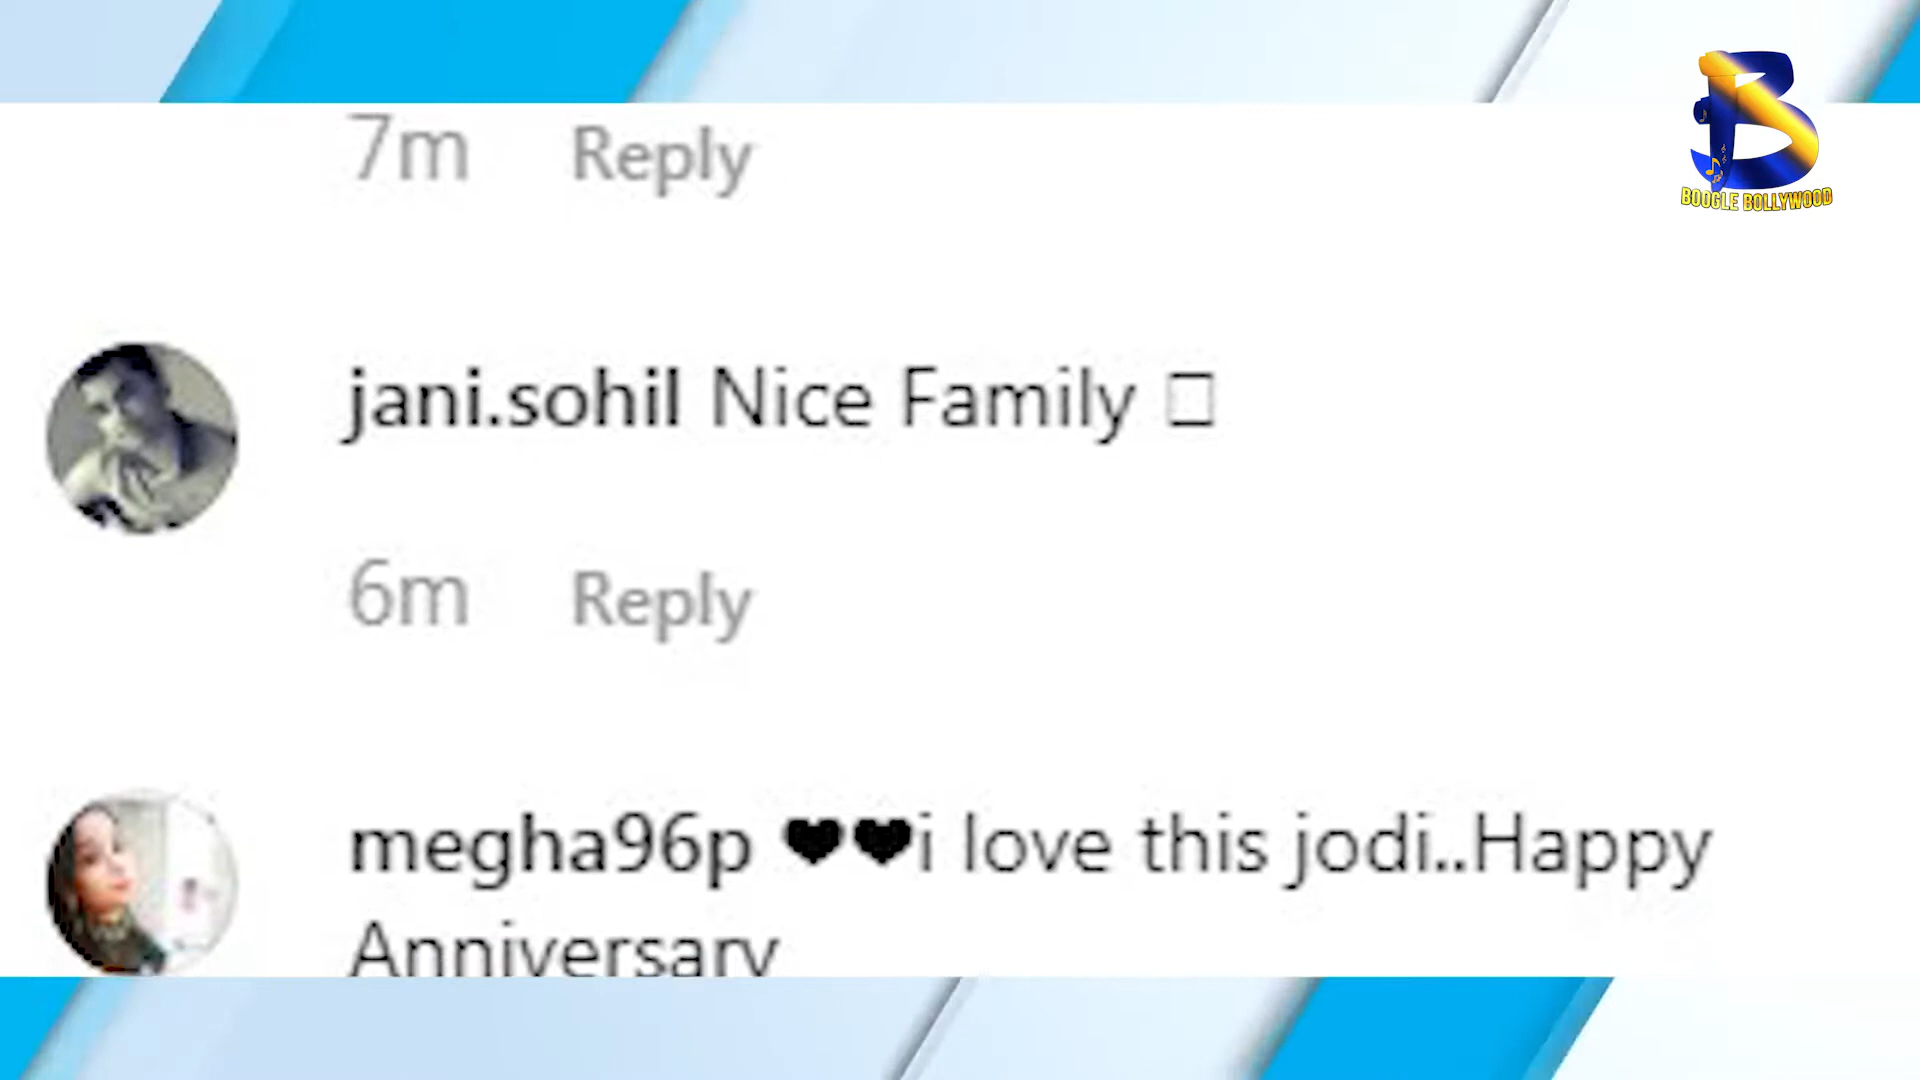 BOOGLE BOLLYWOOD
7m Reply
jani.sohil Nice Family □
6m Reply
megha96p ♥♥i love this jodi..Happy
Anniversary